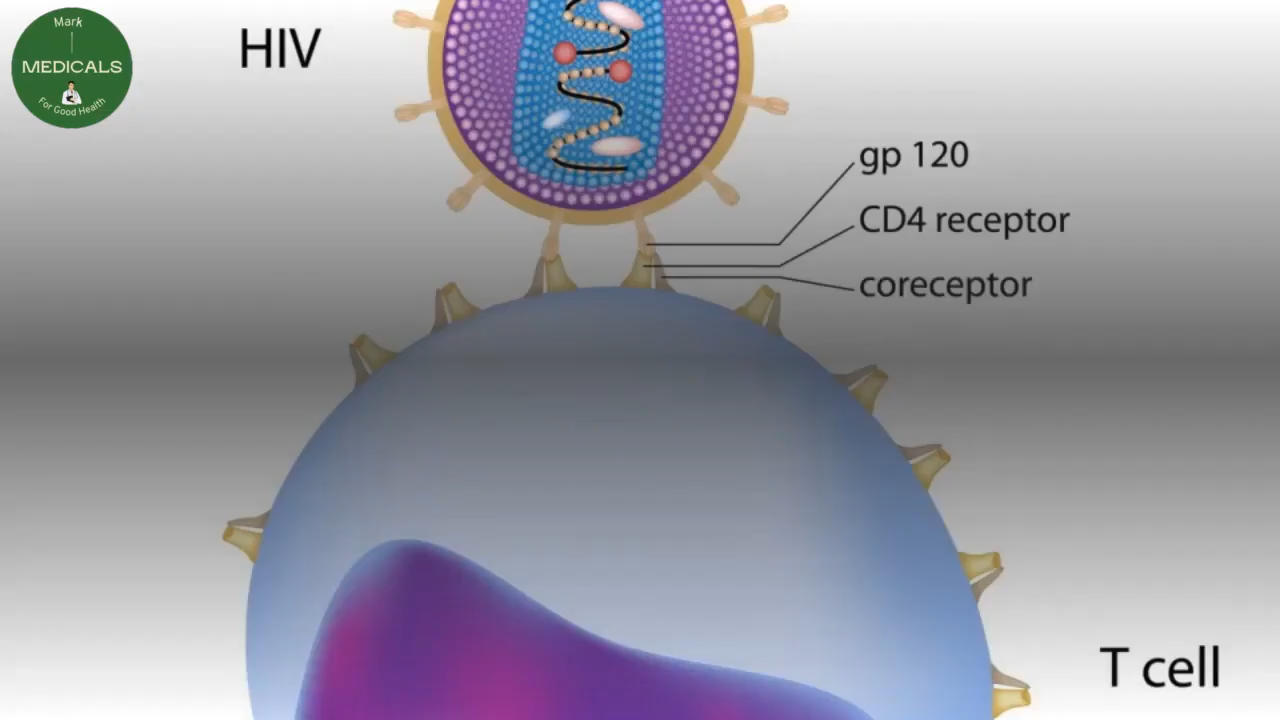 Mark
MEDICALS
For Good Health
HIV
gp 120
CD4 receptor
coreceptor
T cell